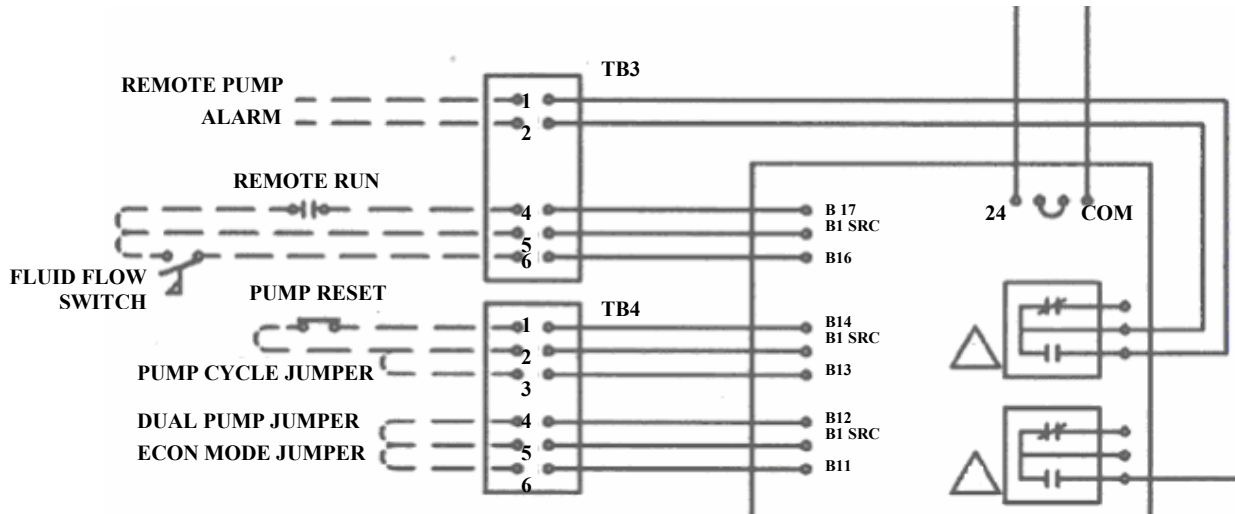 TB3
REMOTE PUMP
ALARM
1
2
REMOTE RUN
4
5
6
B 17
B1 SRC
B16
24
COM
FLUID FLOW
SWITCH
PUMP RESET
TB4
1
2
3
B14
B1 SRC
B13
PUMP CYCLE JUMPER
DUAL PUMP JUMPER
ECON MODE JUMPER
4
5
6
B12
B1 SRC
B11